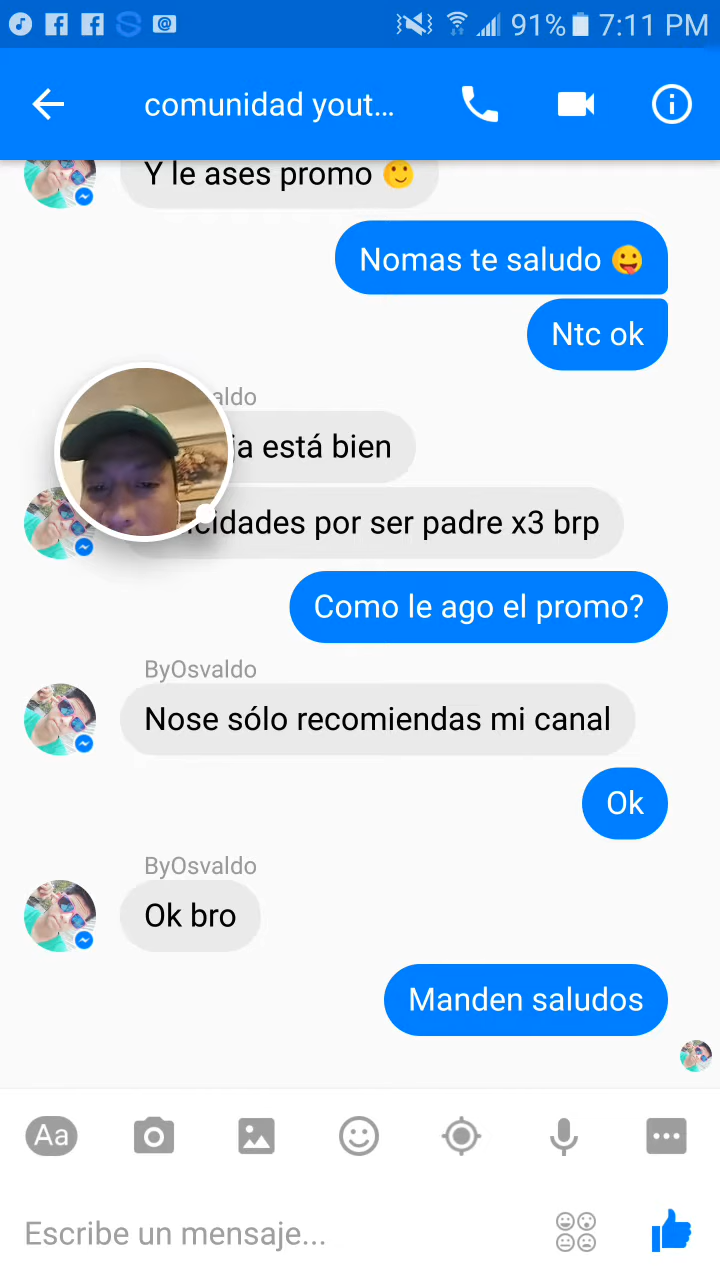 91% 7:11 PM
comunidad yout...
Y le ases promo 🙂
Nomas te saludo 😜
Ntc ok
aldo
ja está bien
cidades por ser padre x3 brp
Como le ago el promo?
ByOsvaldo
Nose sólo recomiendas mi canal
Ok
ByOsvaldo
Ok bro
Manden saludos
Aa
Escribe un mensaje...